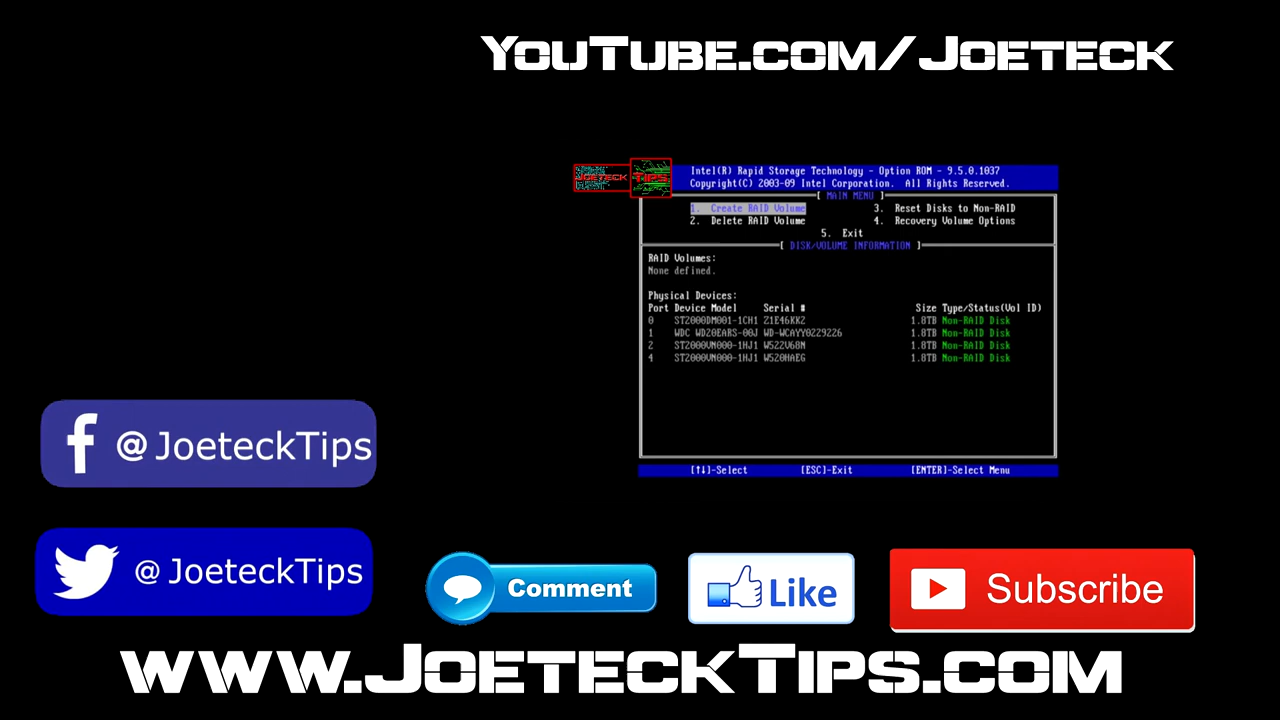 YouTube.com/Joeteck
JOETECK TIPS
Intel(R) Rapid Storage Technology - Option ROM - 9.5.0.1037
Copyright(C) 2003-09 Intel Corporation. All Rights Reserved.
[ MAIN MENU ]
1. Create RAID Volume 3. Reset Disks to Non-RAID
2. Delete RAID Volume 4. Recovery Volume Options
5. Exit
[ DISK/VOLUME INFORMATION ]
RAID Volumes:
None defined.
Physical Devices:
Port Device Model Serial # Size Type/Status(Vol ID)
0 ST2000DM001-1CH1 Z1E46KKZ 1.8TB Non-RAID Disk
1 WDC WD20EARS-00J WD-WCAYY0229226 1.8TB Non-RAID Disk
2 ST2000VN000-1HJ1 W522V68N 1.8TB Non-RAID Disk
4 ST2000VN000-1HJ1 W520HAEG 1.8TB Non-RAID Disk
[↑↓]-Select [ESC]-Exit [ENTER]-Select Menu
f @JoeteckTips
@JoeteckTips
Comment
Like
Subscribe
www.JoeteckTips.com